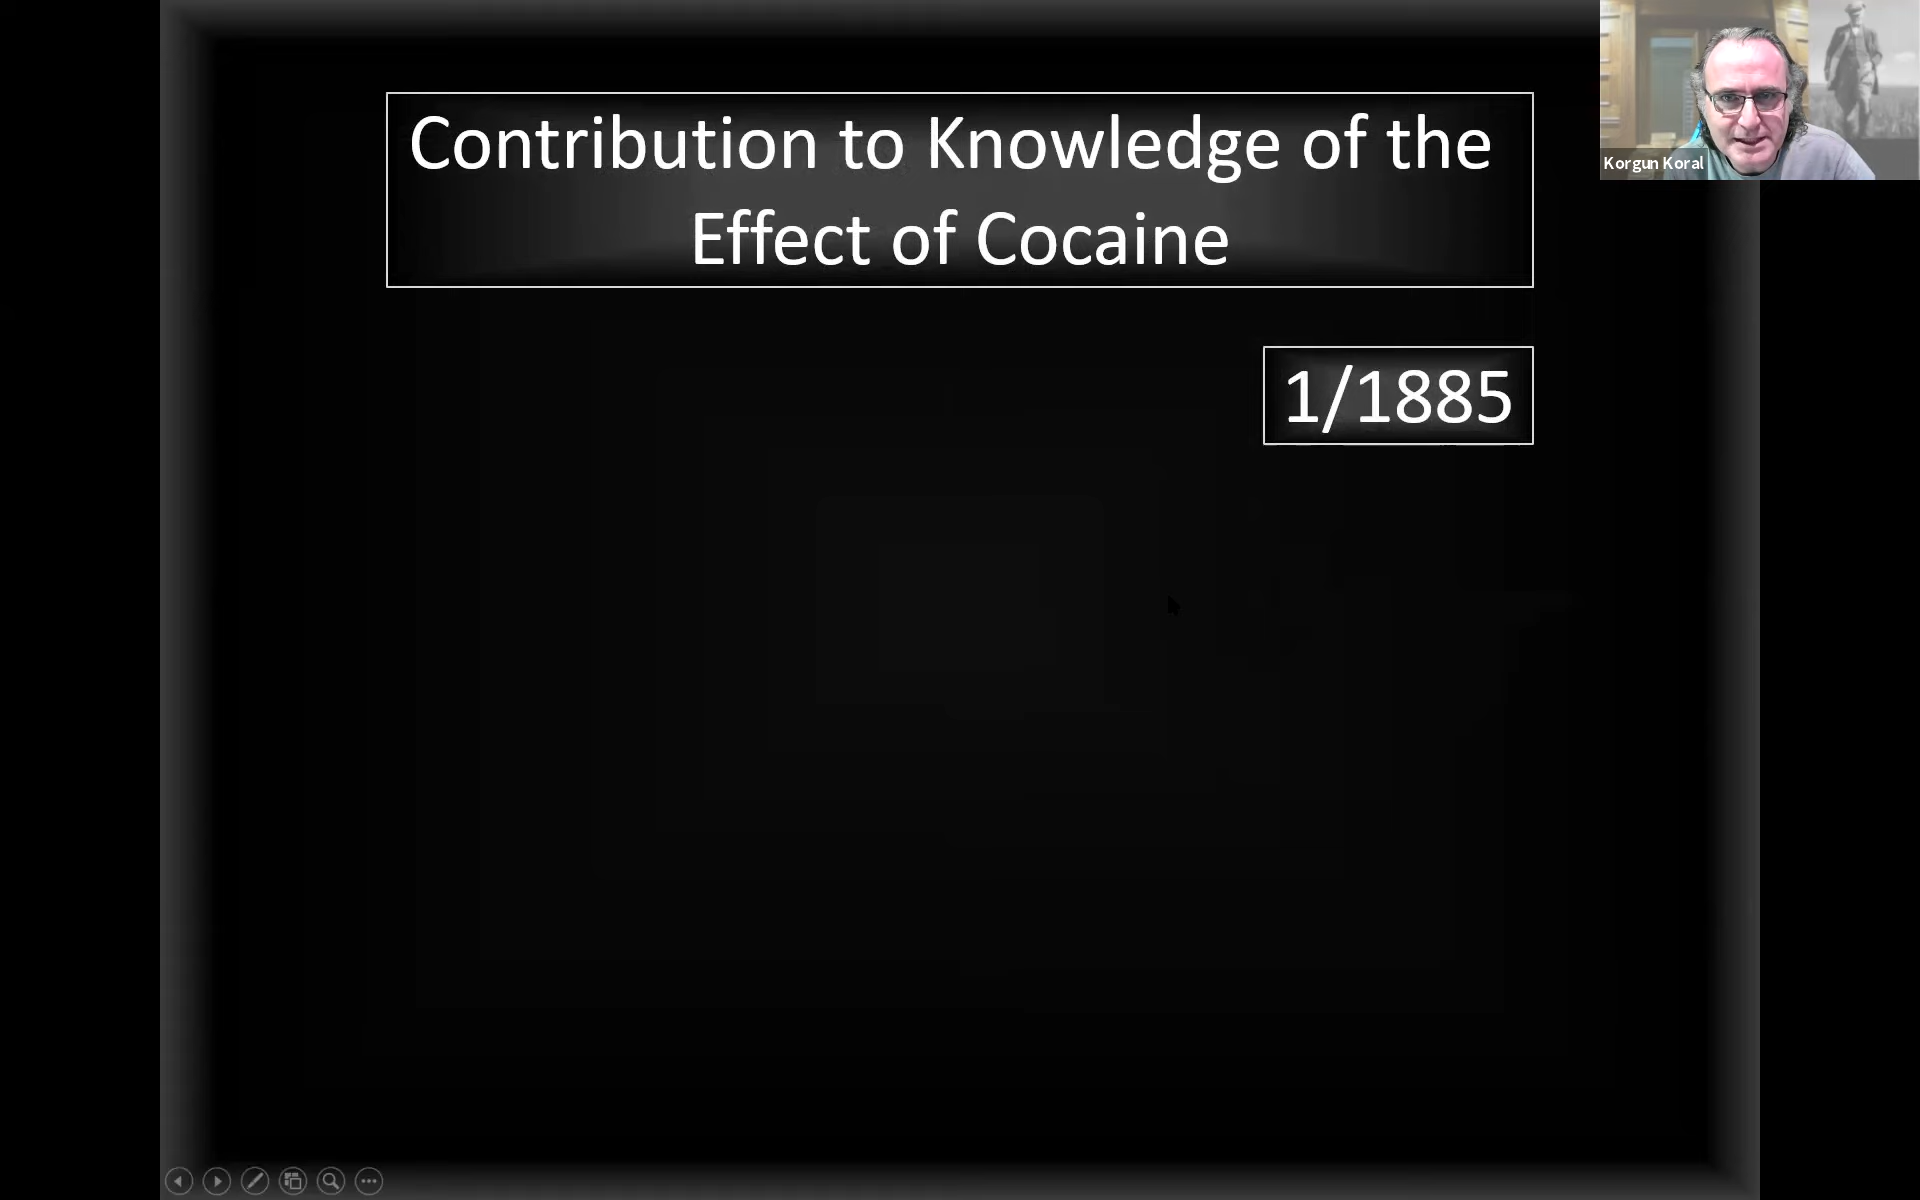 Contribution to Knowledge of the
Effect of Cocaine
1/1885
Korgun Koral